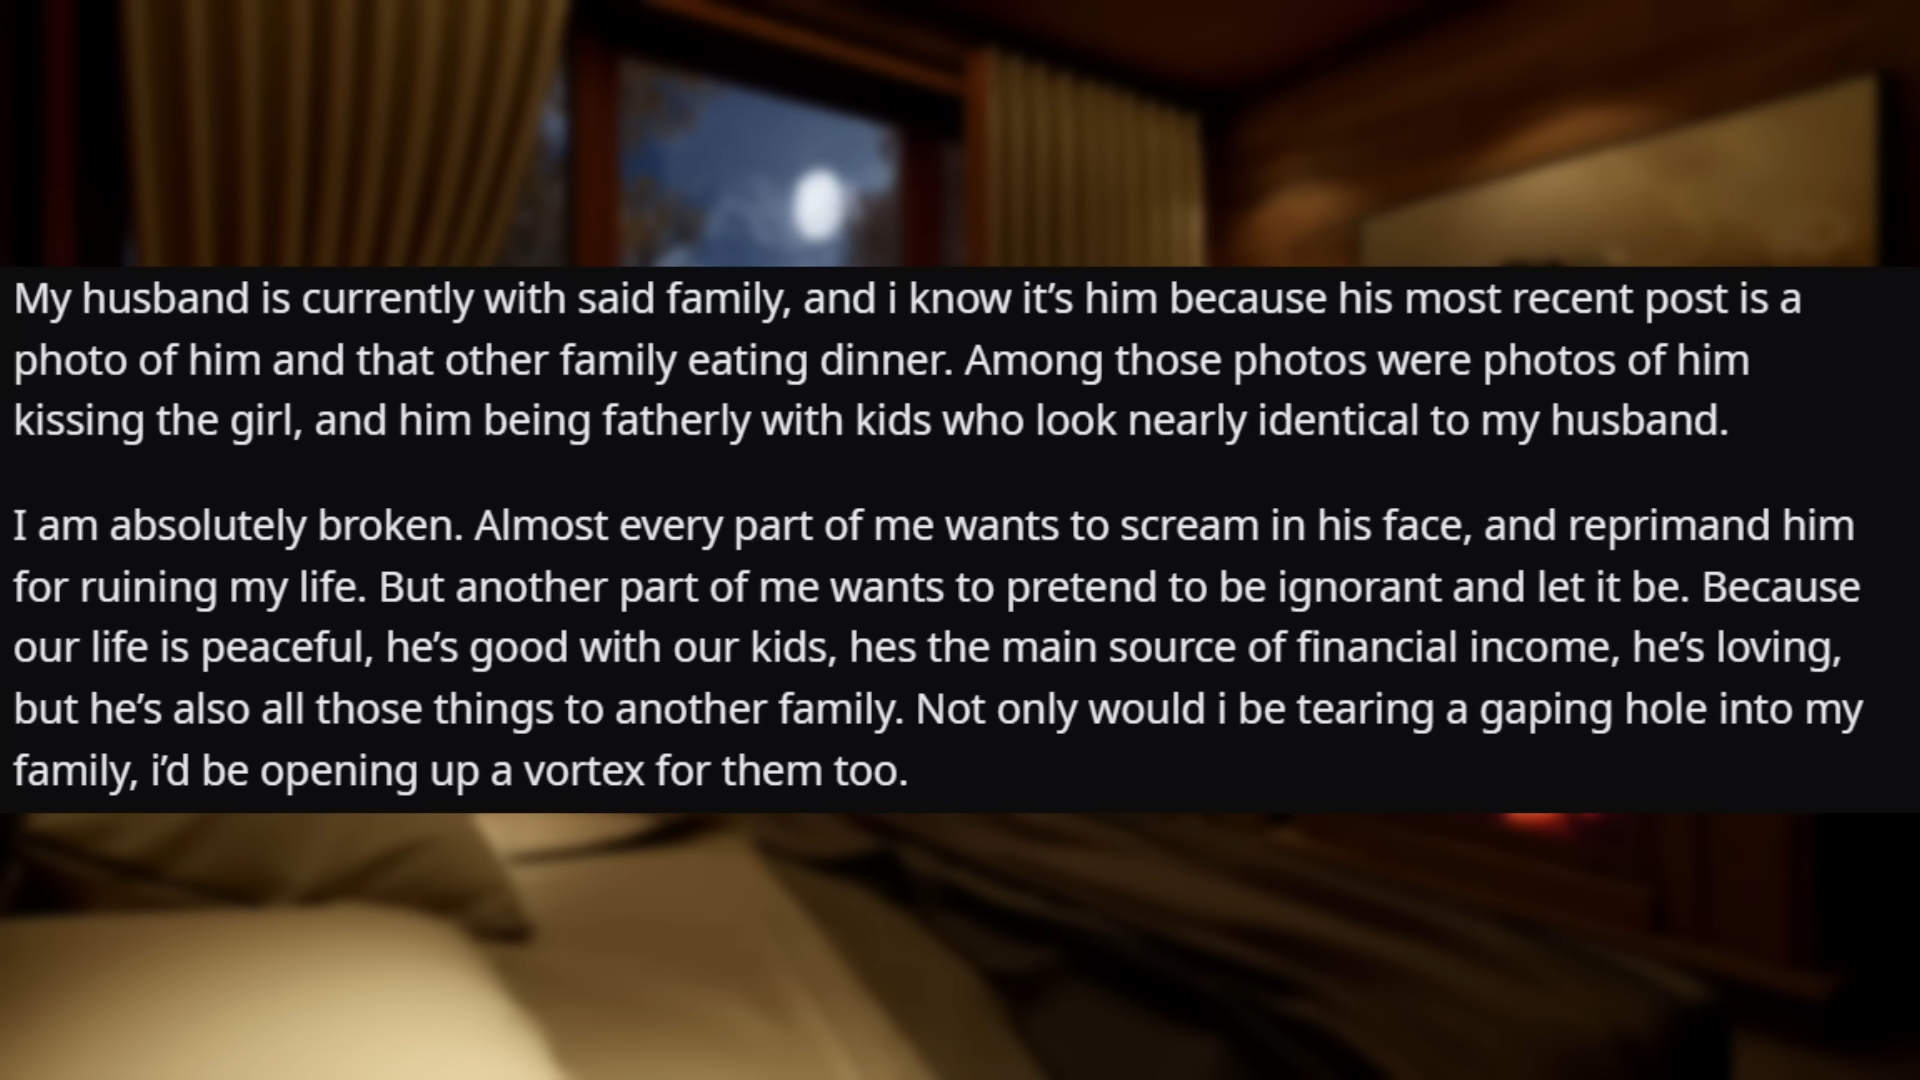 My husband is currently with said family, and i know it’s him because his most recent post is a
photo of him and that other family eating dinner. Among those photos were photos of him
kissing the girl, and him being fatherly with kids who look nearly identical to my husband.
I am absolutely broken. Almost every part of me wants to scream in his face, and reprimand him
for ruining my life. But another part of me wants to pretend to be ignorant and let it be. Because
our life is peaceful, he’s good with our kids, hes the main source of financial income, he’s loving,
but he’s also all those things to another family. Not only would i be tearing a gaping hole into my
family, i’d be opening up a vortex for them too.